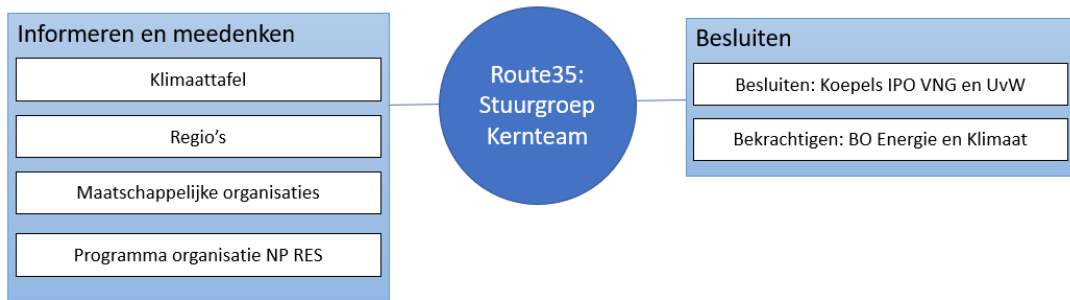 Informeren en meedenken
Klimaattafel
Regio's
Maatschappelijke organisaties
Programma organisatie NP RES
Route35:
Stuurgroep
Kernteam
Besluiten
Besluiten: Koepels IPO VNG en UvW
Bekrachtigen: BO Energie en Klimaat